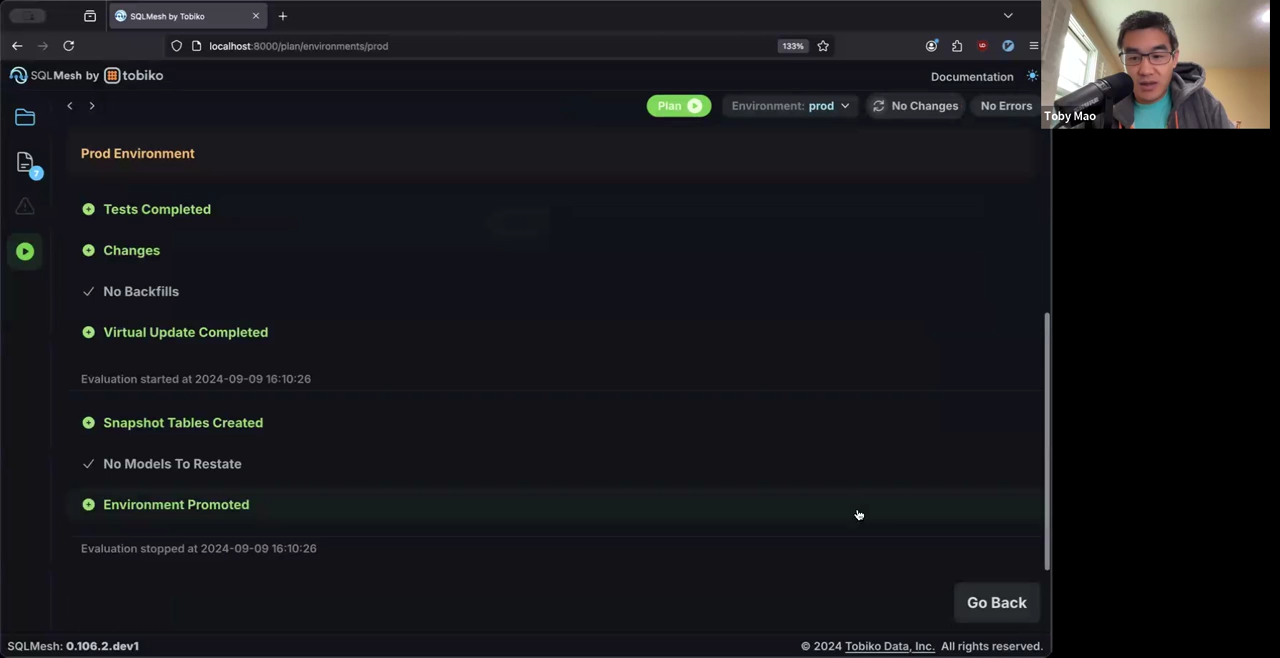 SQLMesh by Tobiko
localhost:8000/plan/environments/prod
133%
SQLMesh by tobiko
Documentation
Plan
Environment: prod
No Changes
No Errors
Toby Mao
7
Prod Environment
Tests Completed
Changes
No Backfills
Virtual Update Completed
Evaluation started at 2024-09-09 16:10:26
Snapshot Tables Created
No Models To Restate
Environment Promoted
Evaluation stopped at 2024-09-09 16:10:26
Go Back
SQLMesh: 0.106.2.dev1
© 2024 Tobiko Data, Inc. All rights reserved.